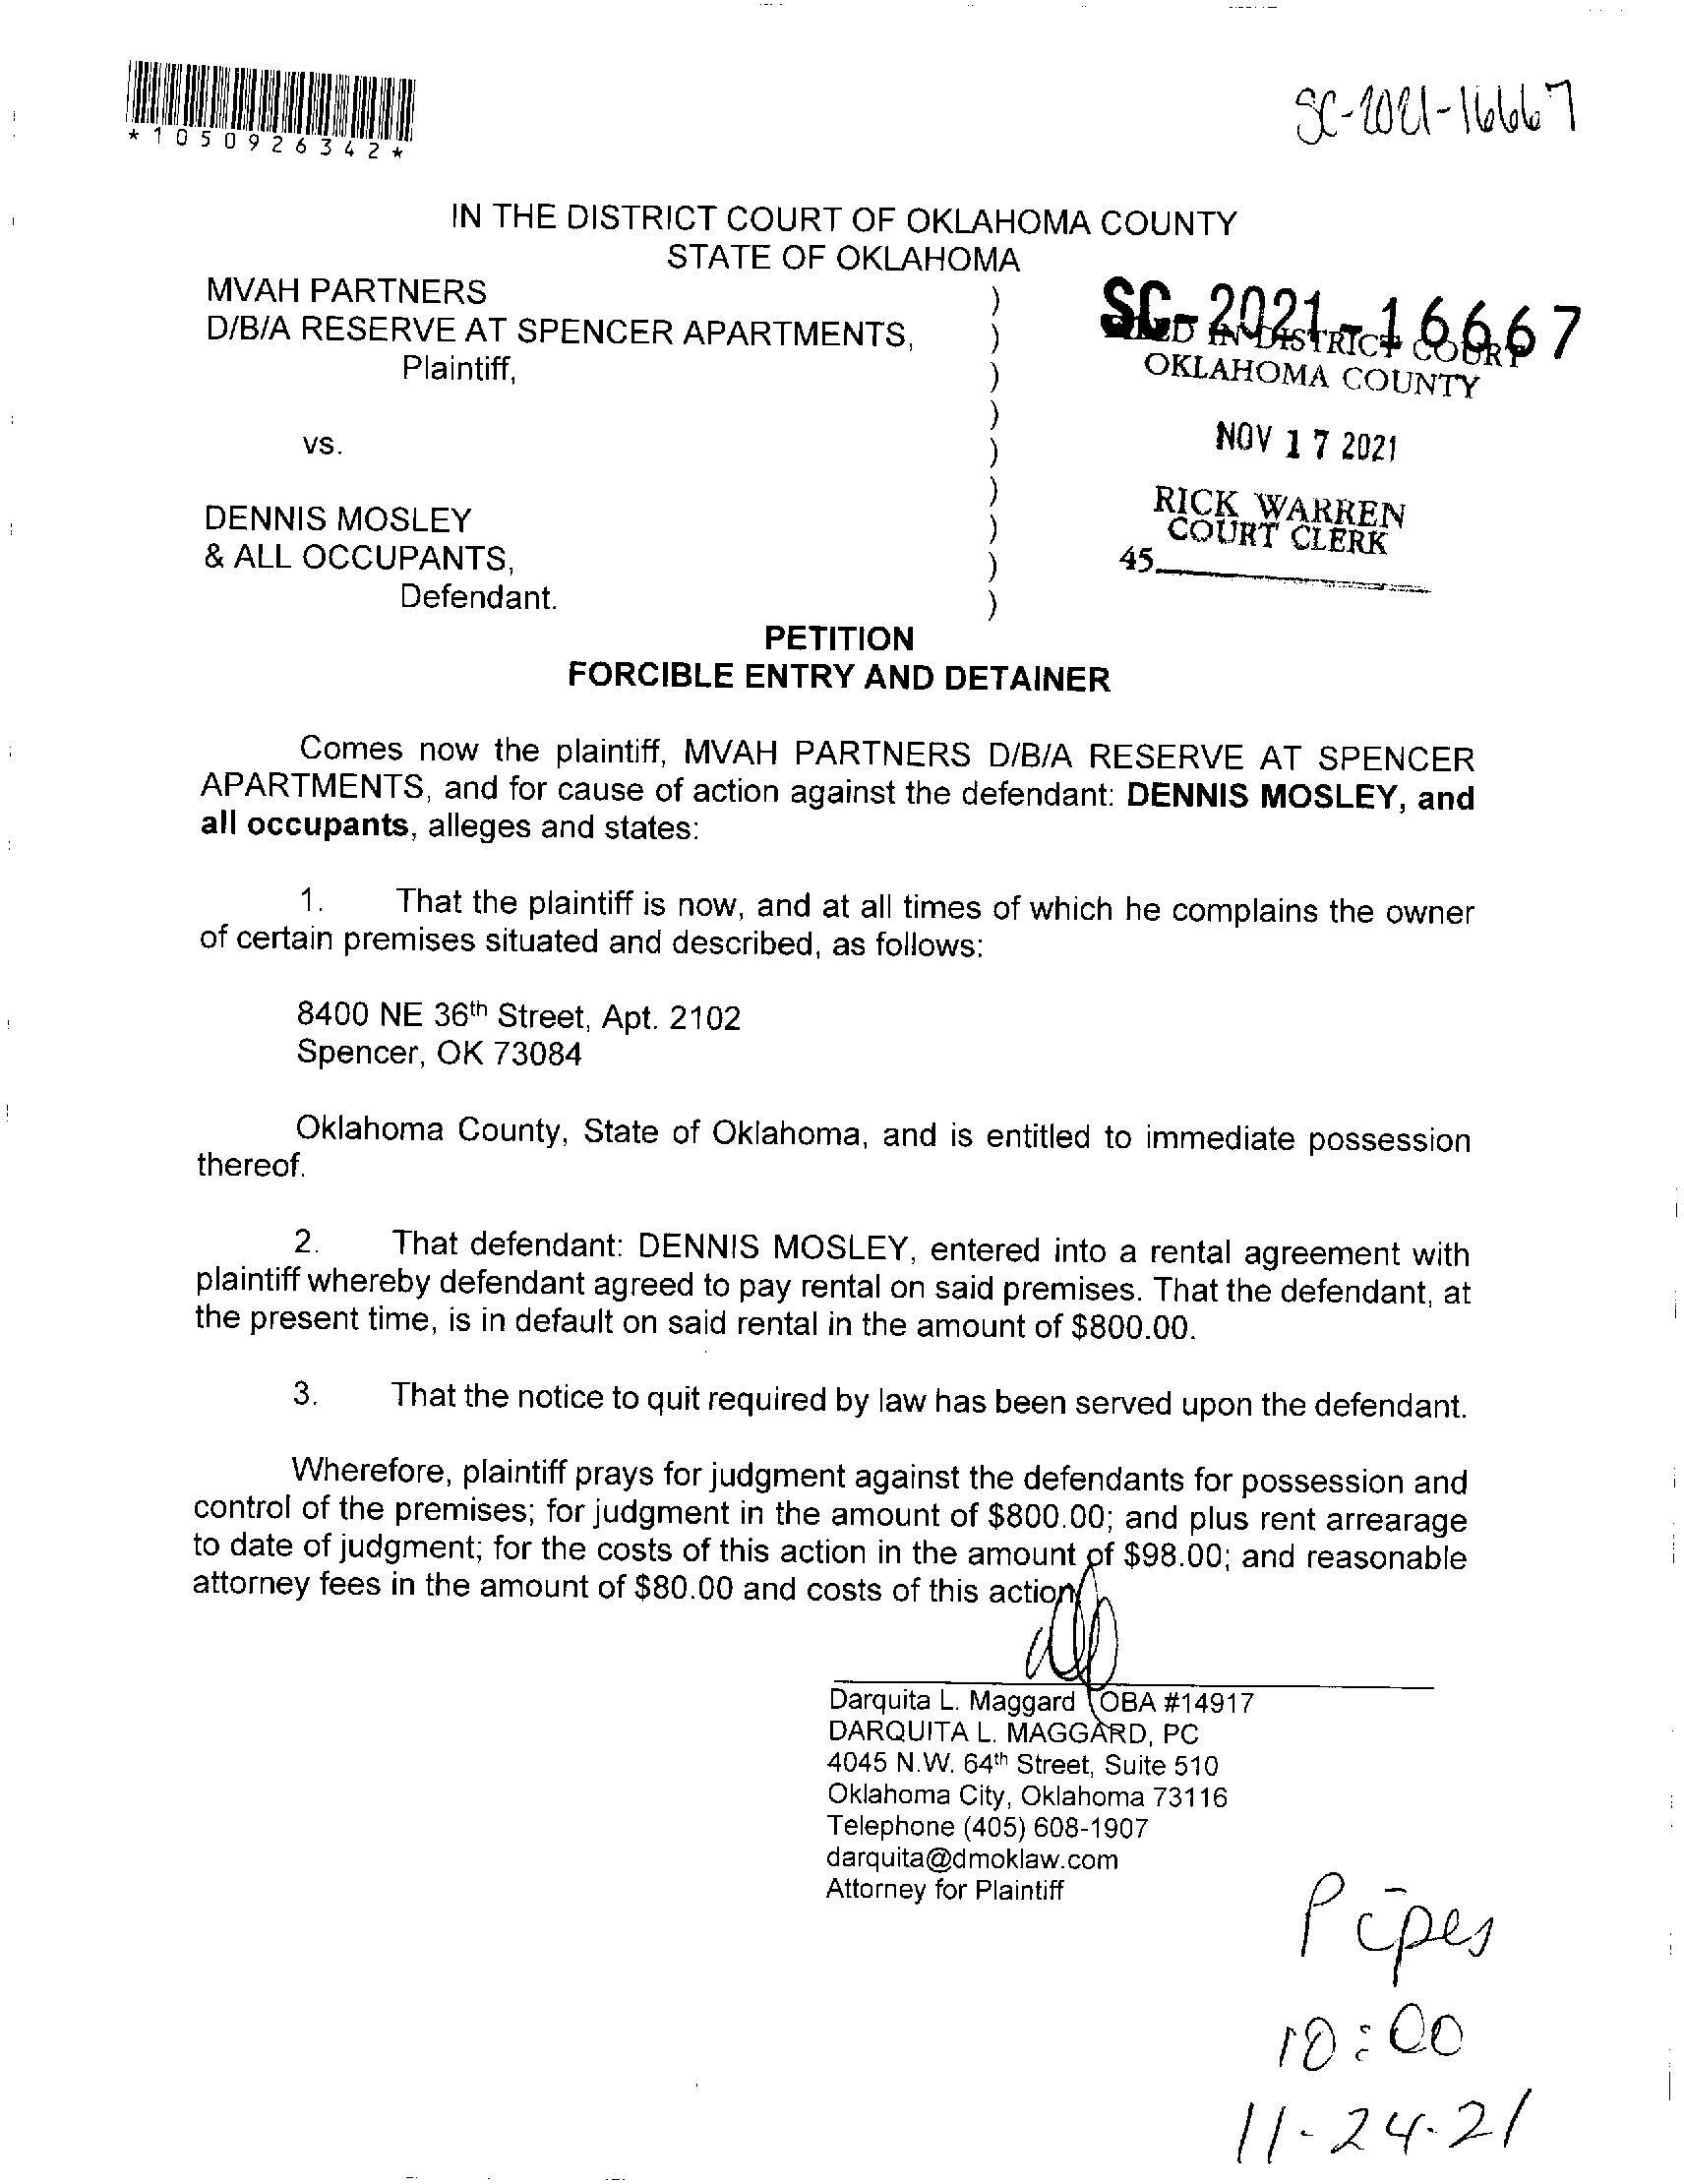 *1050926342*
SC-2021-16667
IN THE DISTRICT COURT OF OKLAHOMA COUNTY
STATE OF OKLAHOMA
MVAH PARTNERS )
D/B/A RESERVE AT SPENCER APARTMENTS, )
Plaintiff, )
)
vs. )
)
DENNIS MOSLEY )
& ALL OCCUPANTS, )
Defendant. )
SC-2021-16667
FILED IN DISTRICT COURT
OKLAHOMA COUNTY
NOV 17 2021
RICK WARREN
COURT CLERK
45
PETITION
FORCIBLE ENTRY AND DETAINER
Comes now the plaintiff, MVAH PARTNERS D/B/A RESERVE AT SPENCER
APARTMENTS, and for cause of action against the defendant: DENNIS MOSLEY, and
all occupants, alleges and states:
1. That the plaintiff is now, and at all times of which he complains the owner
of certain premises situated and described, as follows:
8400 NE 36th Street, Apt. 2102
Spencer, OK 73084
Oklahoma County, State of Oklahoma, and is entitled to immediate possession
thereof.
2. That defendant: DENNIS MOSLEY, entered into a rental agreement with
plaintiff whereby defendant agreed to pay rental on said premises. That the defendant, at
the present time, is in default on said rental in the amount of $800.00.
3. That the notice to quit required by law has been served upon the defendant.
Wherefore, plaintiff prays for judgment against the defendants for possession and
control of the premises; for judgment in the amount of $800.00; and plus rent arrearage
to date of judgment; for the costs of this action in the amount of $98.00; and reasonable
attorney fees in the amount of $80.00 and costs of this action
Darquita L. Maggard OBA #14917
DARQUITA L. MAGGARD, PC
4045 N.W. 64th Street, Suite 510
Oklahoma City, Oklahoma 73116
Telephone (405) 608-1907
darquita@dmoklaw.com
Attorney for Plaintiff
Pipes
10:00
11-24-21